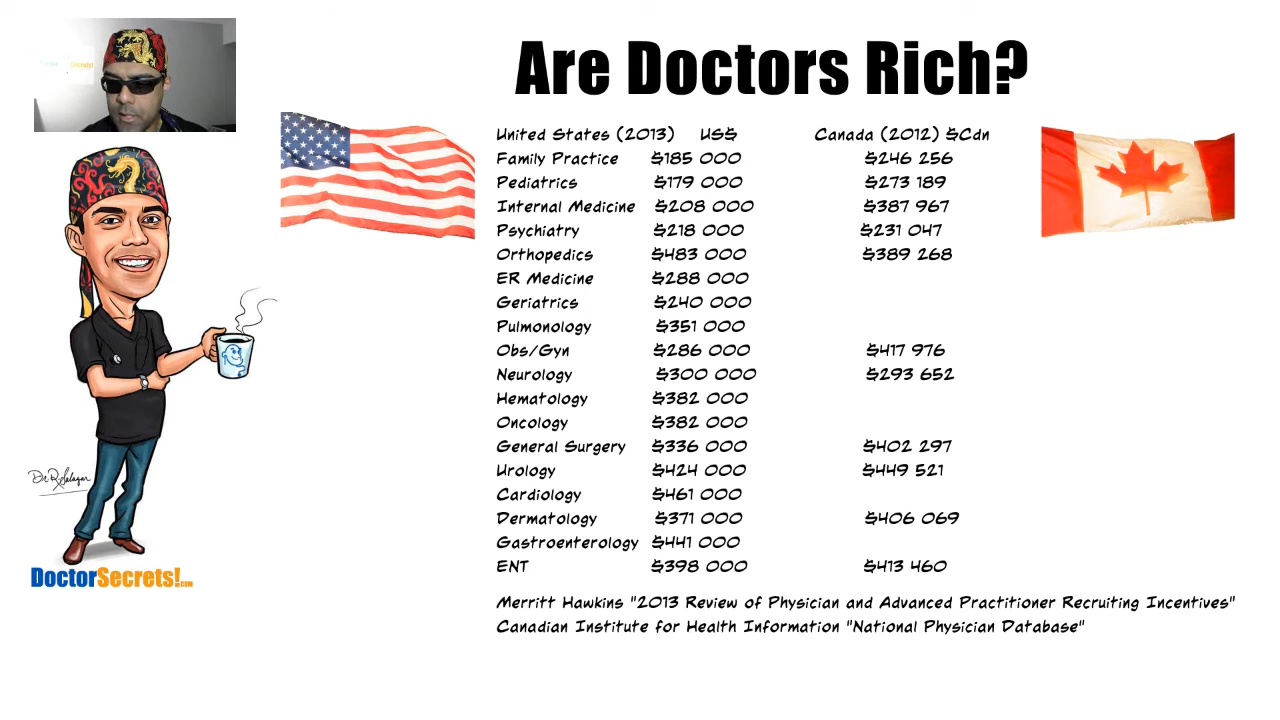 Are Doctors Rich?
United States (2013) US$ Canada (2012) $Cdn
Family Practice $185 000 $246 256
Pediatrics $179 000 $273 189
Internal Medicine $208 000 $387 967
Psychiatry $218 000 $231 047
Orthopedics $483 000 $389 268
ER Medicine $288 000
Geriatrics $240 000
Pulmonology $351 000
Obs/Gyn $286 000 $417 976
Neurology $300 000 $293 652
Hematology $382 000
Oncology $382 000
General Surgery $336 000 $402 297
Urology $424 000 $449 521
Cardiology $461 000
Dermatology $371 000 $406 069
Gastroenterology $441 000
ENT $398 000 $413 460
Merritt Hawkins "2013 Review of Physician and Advanced Practitioner Recruiting Incentives"
Canadian Institute for Health Information "National Physician Database"
Dr. R. Salagar
DoctorSecrets!.com